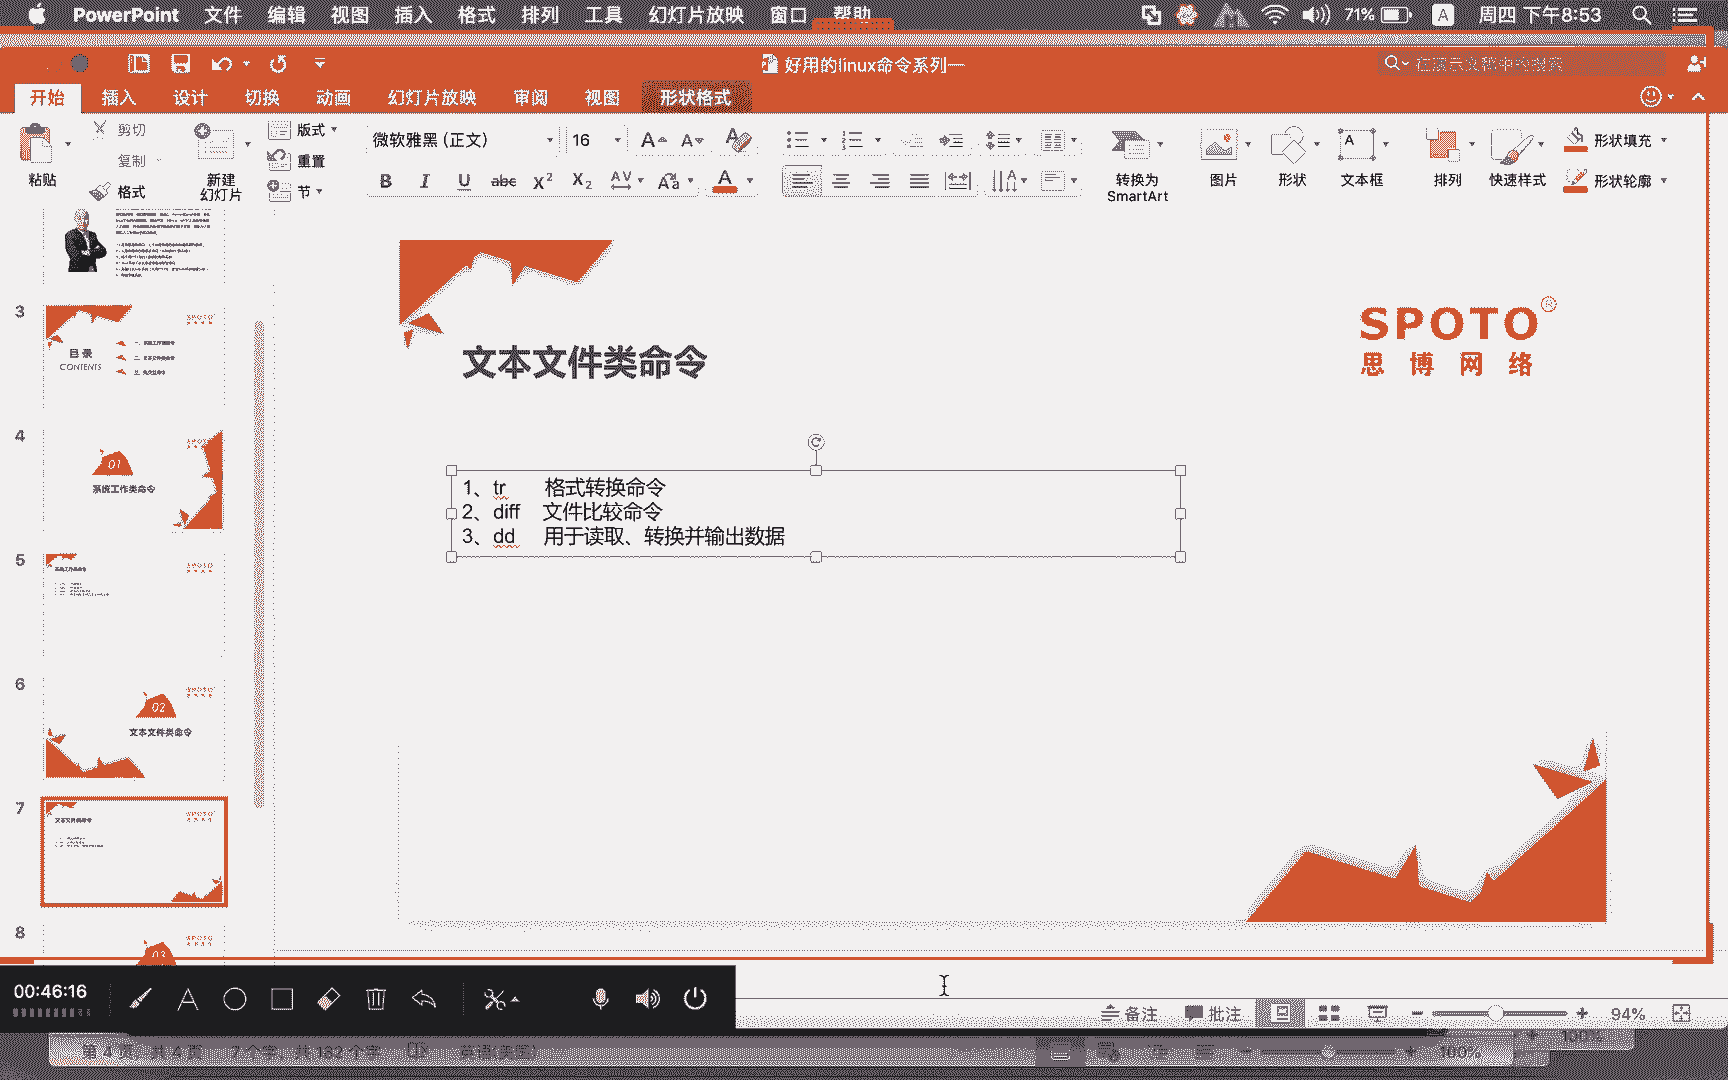 PowerPoint 文件 编辑 视图 插入 格式 排列 工具 幻灯片放映 窗口 帮助 71% A 周四 下午8:53
好用的linux命令系列一
开始 插入 设计 切换 动画 幻灯片放映 审阅 视图 形状格式
粘贴 剪切 复制 格式
新建 幻灯片 版式 重置 节
微软雅黑 (正文) 16
B I U abc X² X₂ AV Aa A
转换为 SmartArt
图片 形状 文本框 排列 快速样式 形状填充 形状轮廓
3
目录
CONTENTS
4
01
系统工作类命令
5
6
02
文本文件类命令
7
8
03
SPOTO®
思博网络
文本文件类命令
1、tr 格式转换命令
2、diff 文件比较命令
3、dd 用于读取、转换并输出数据
00:46:16
备注 批注 94%
第 4 页，共 4 页 7 个字，共 132 个字 英语(美国) 100%